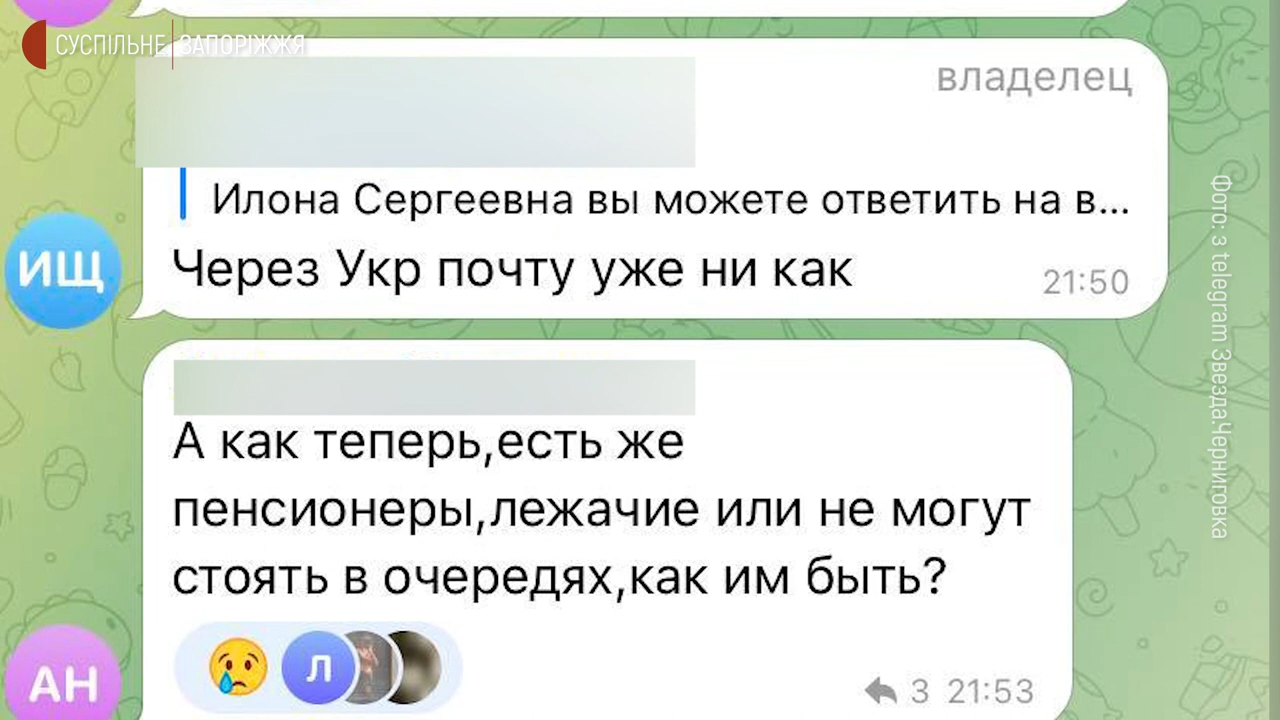 СУСПІЛЬНЕ ЗАПОРІЖЖЯ
владелец
Илона Сергеевна вы можете ответить на в...
ИЩ
Через Укр почту уже ни как
21:50
А как теперь,есть же
пенсионеры,лежачие или не могут
стоять в очередях,как им быть?
Л
АН
3 21:53
Фото: з telegram Звезда.Черниговка